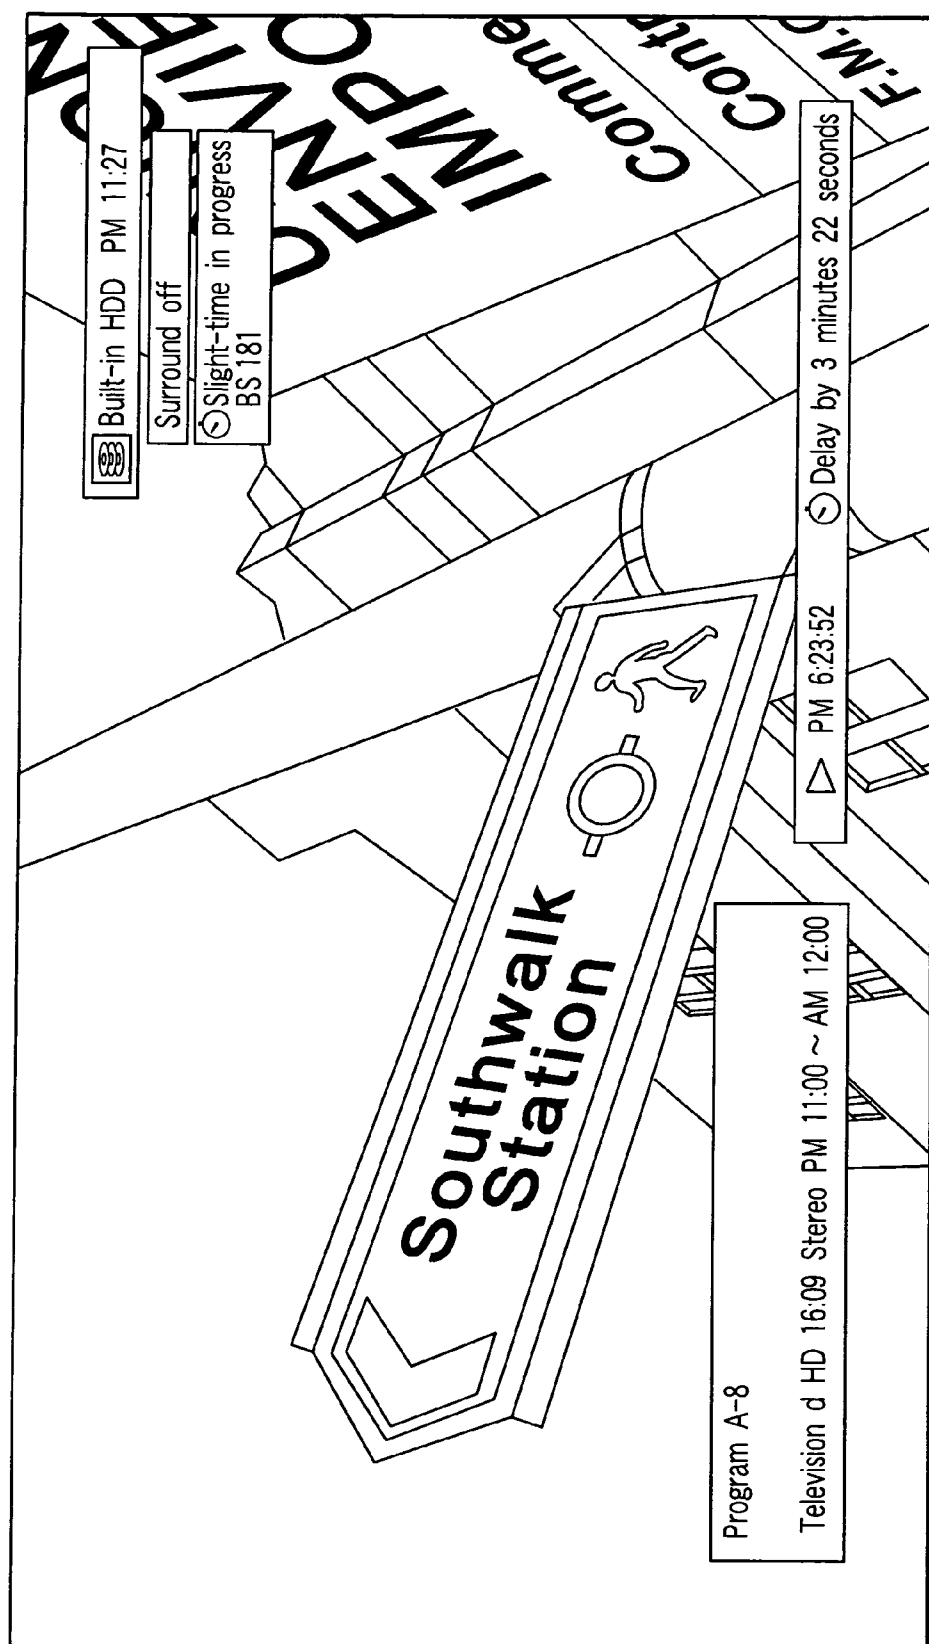 Built-in HDD PM 11:27
Surround off
Slight-time in progress
BS 181
ENVI
IMPO
Comme
Contr
F.M.C
Southwalk
Station
PM 6:23:52 Delay by 3 minutes 22 seconds
Program A-8
Television d HD 16:09 Stereo PM 11:00 ~ AM 12:00